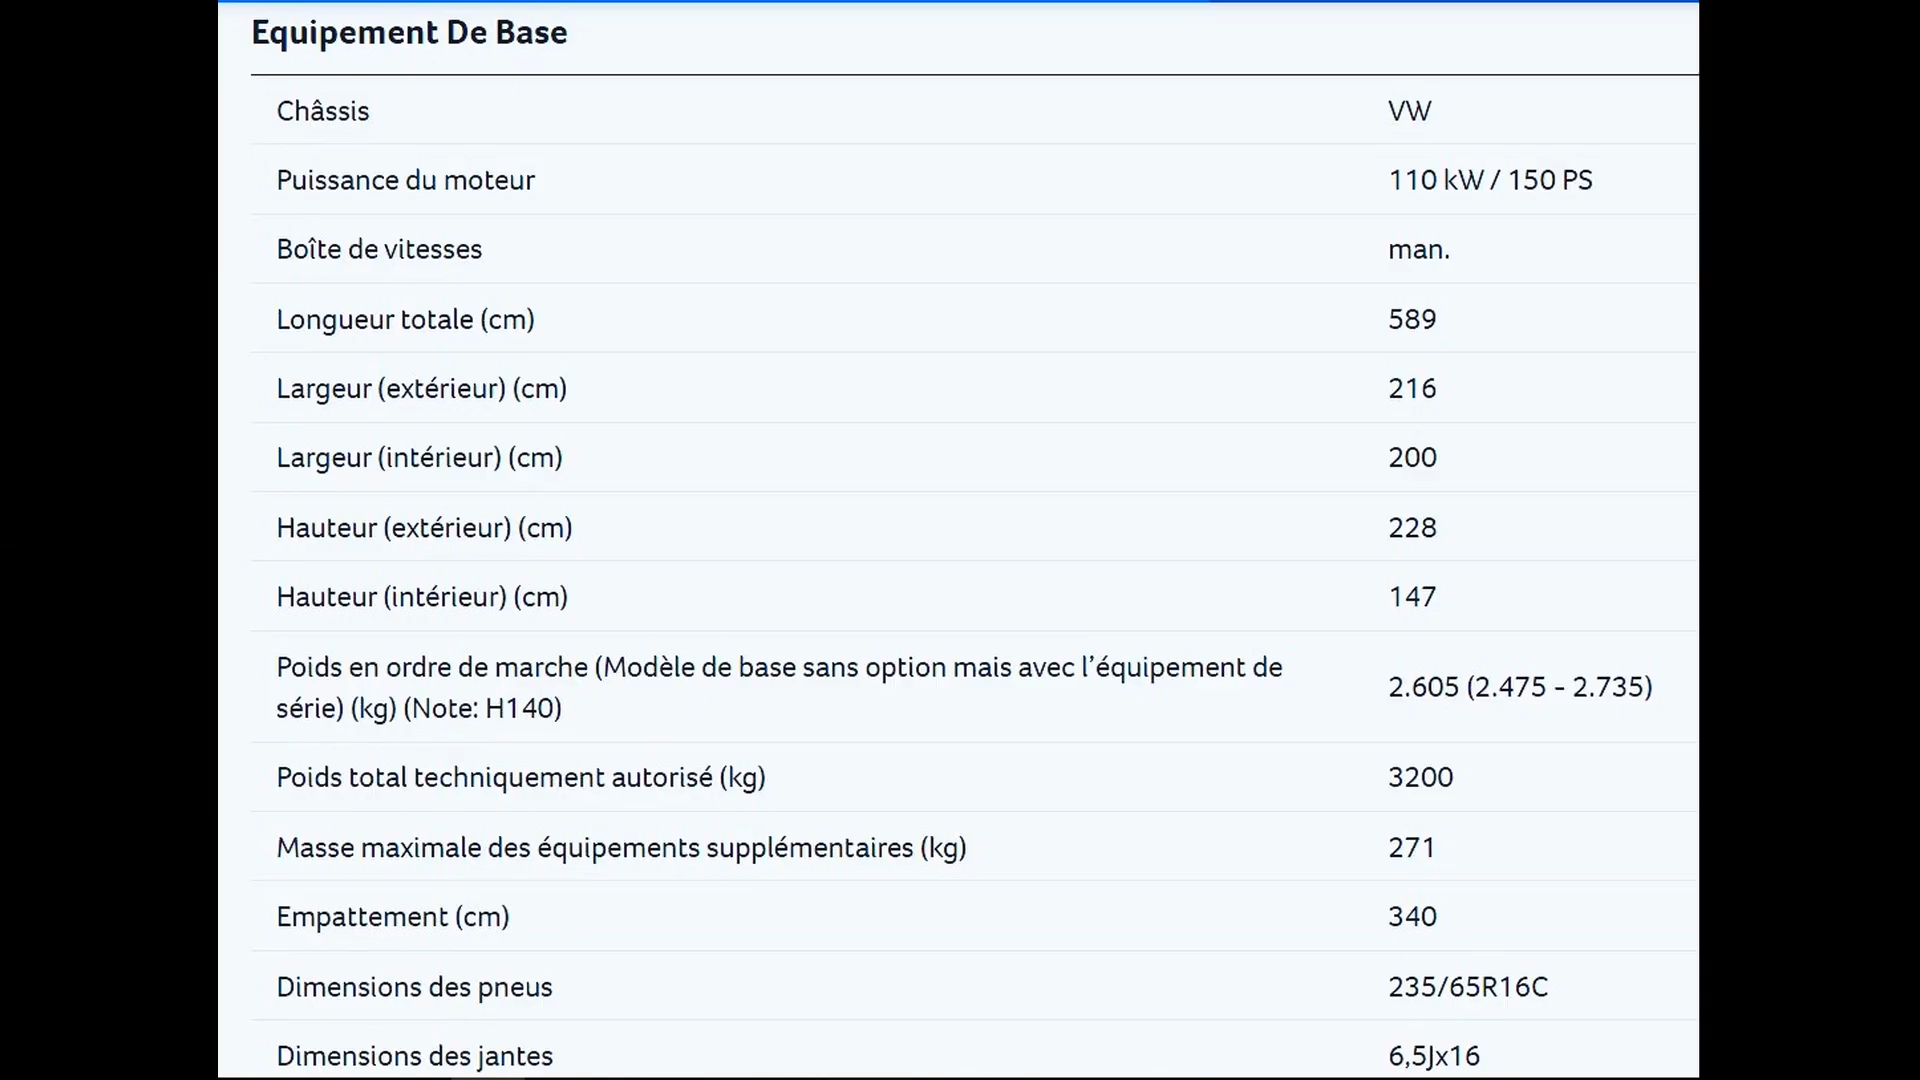 Equipement De Base
Châssis VW
Puissance du moteur 110 kW / 150 PS
Boîte de vitesses man.
Longueur totale (cm) 589
Largeur (extérieur) (cm) 216
Largeur (intérieur) (cm) 200
Hauteur (extérieur) (cm) 228
Hauteur (intérieur) (cm) 147
Poids en ordre de marche (Modèle de base sans option mais avec l’équipement de
série) (kg) (Note: H140) 2.605 (2.475 - 2.735)
Poids total techniquement autorisé (kg) 3200
Masse maximale des équipements supplémentaires (kg) 271
Empattement (cm) 340
Dimensions des pneus 235/65R16C
Dimensions des jantes 6,5Jx16